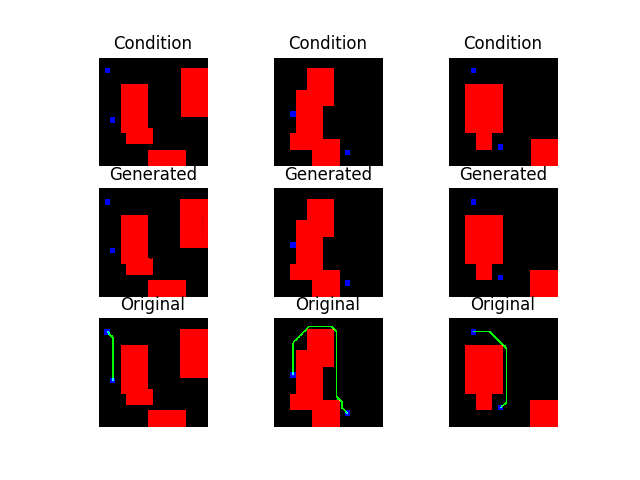 Condition Condition Condition
Generated Generated Generated
Original Original Original